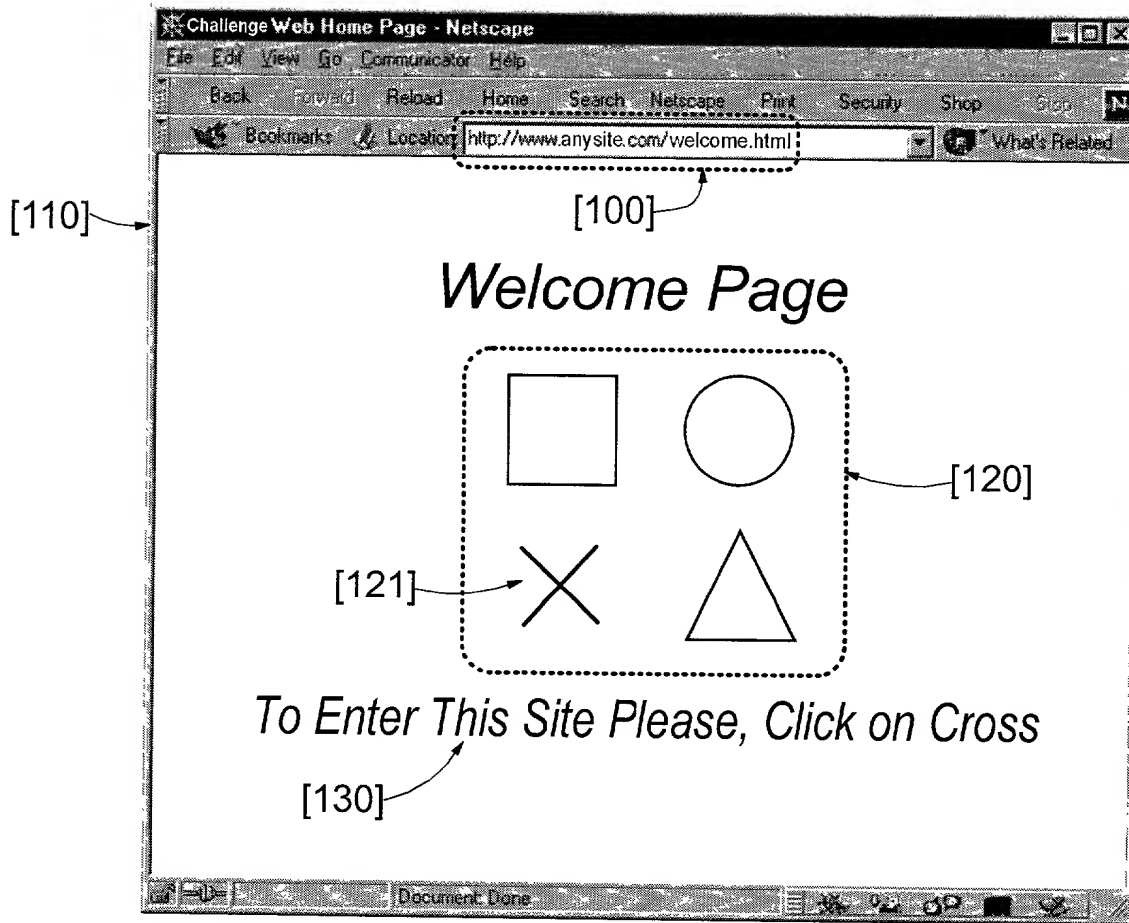 Challenge Web Home Page - Netscape
File Edit View Go Communicator Help
Back Forward Reload Home Search Netscape Print Security Shop Stop N
Bookmarks Location http://www.anysite.com/welcome.html What's Related
[110]
[100]
Welcome Page
[120]
[121]
To Enter This Site Please, Click on Cross
[130]
Document: Done